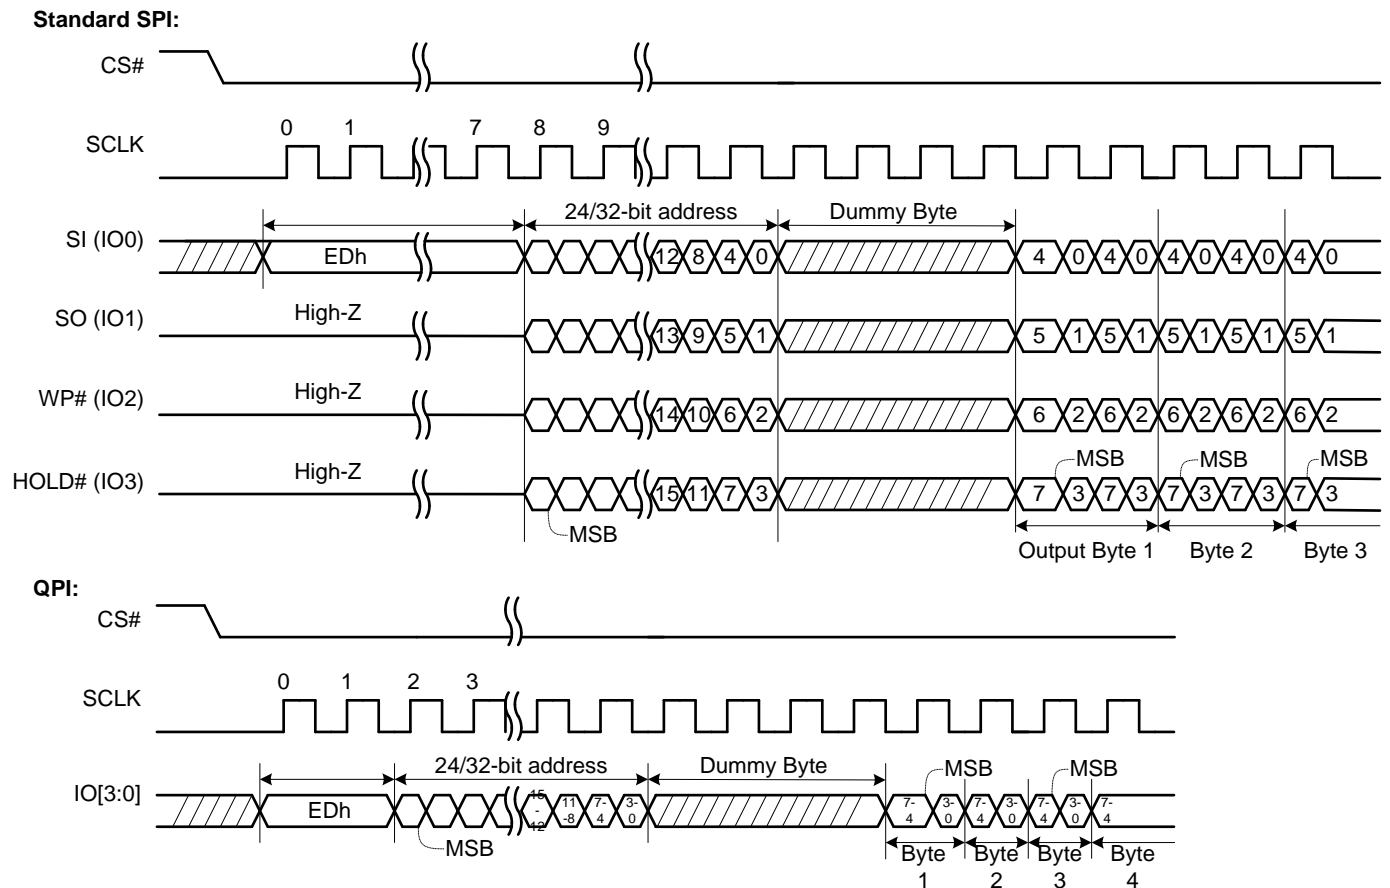 Standard SPI:
CS#
SCLK
0 1 7 8 9
24/32-bit address Dummy Byte
SI (IO0) EDh 12 8 4 0 4 0 4 0 4 0 4 0 4 0
SO (IO1) High-Z 13 9 5 1 5 1 5 1 5 1 5 1 5 1
WP# (IO2) High-Z 14 10 6 2 6 2 6 2 6 2 6 2 6 2
MSB MSB MSB
HOLD# (IO3) High-Z 15 11 7 3 7 3 7 3 7 3 7 3 7 3
MSB
Output Byte 1 Byte 2 Byte 3
QPI:
CS#
0 1 2 3
SCLK
24/32-bit address Dummy Byte MSB MSB
IO[3:0] EDh 15-12 11-8 7-4 3-0 7-4 3-0 7-4 3-0 7-4 3-0 7-4
MSB
Byte 1 Byte 2 Byte 3 Byte 4